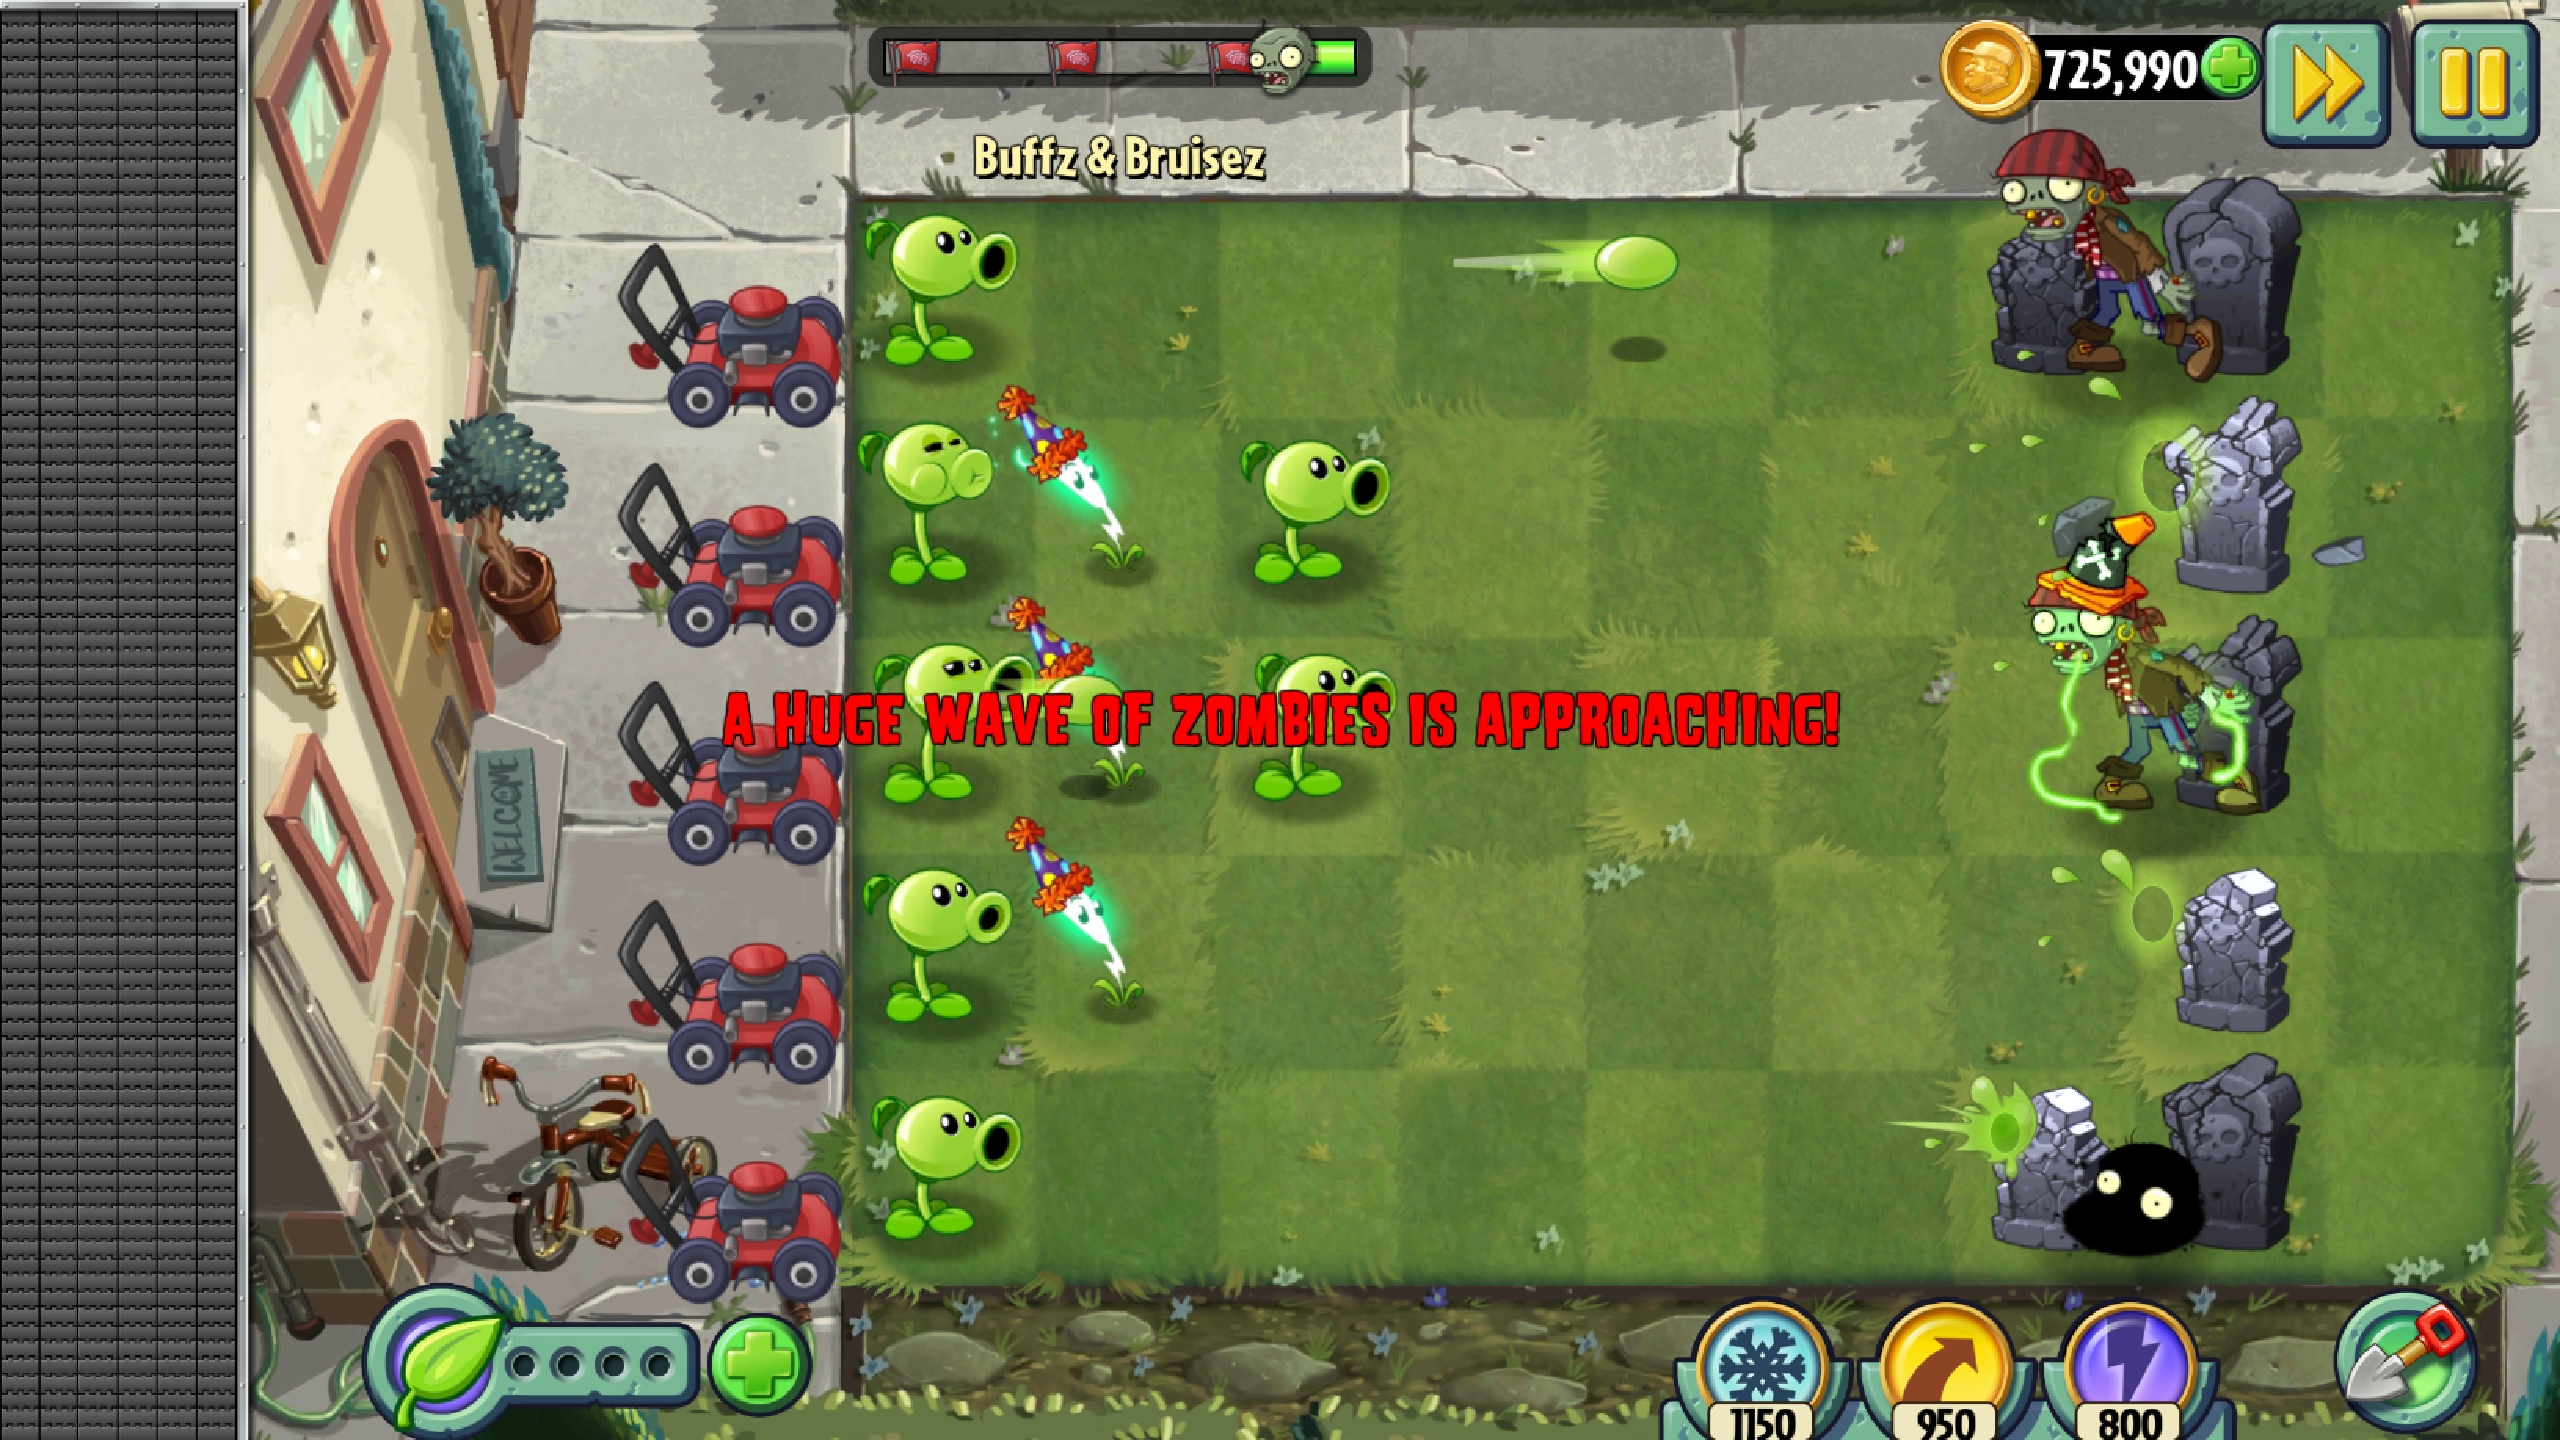 725,990
Buffz & Bruisez
A HUGE WAVE OF ZOMBIES IS APPROACHING!
WELCOME
1150
950
800